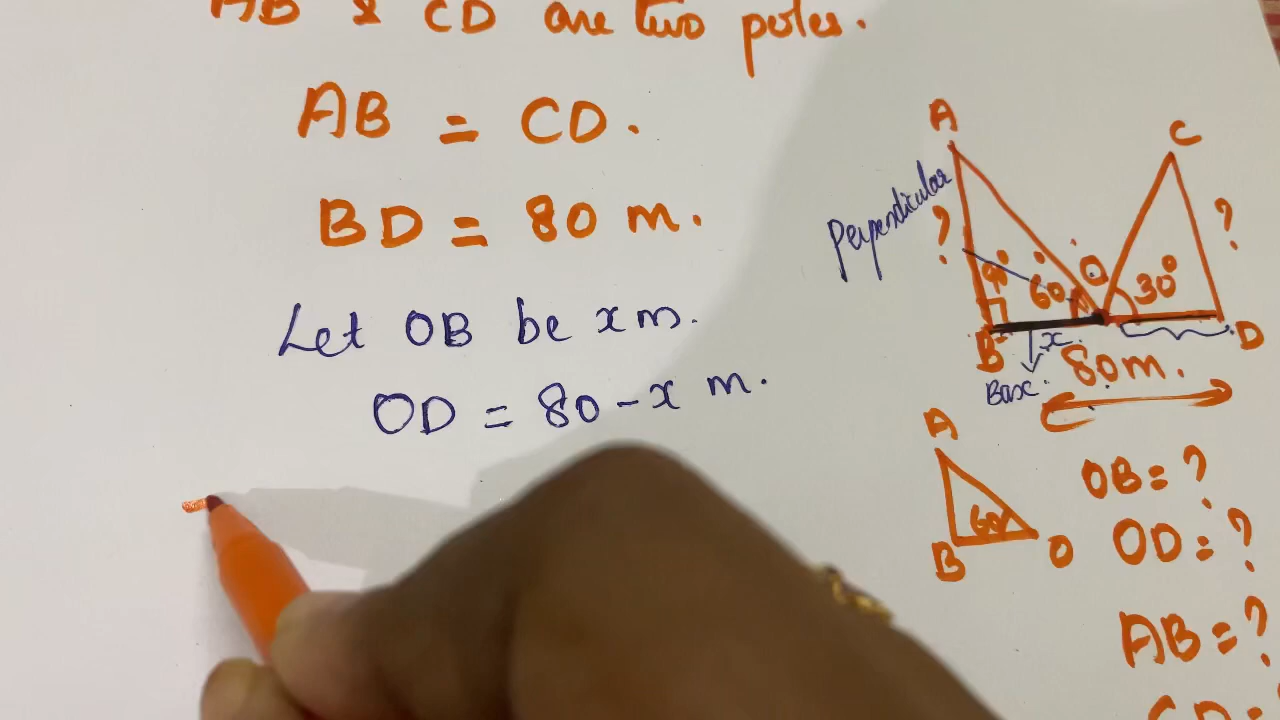 AB & CD are two poles.
AB = CD.
BD = 80 m.
Let OB be x m.
OD = 80 - x m.
A
C
Perpendicular
?
?
90°
60°
O
30°
B
x
D
Base.
80m.
A
60
B
O
OB = ?
OD = ?
AB = ?
CD =